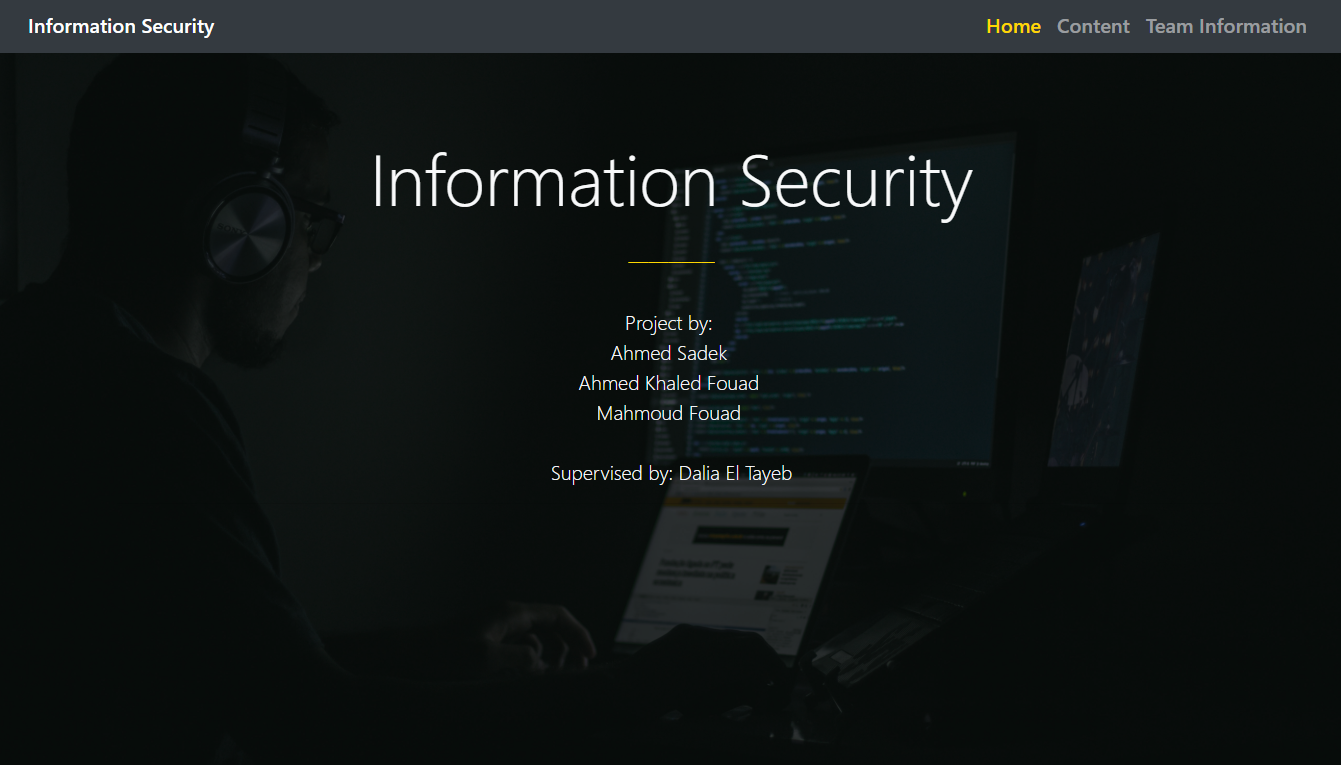 Information Security
Home Content Team Information
Information Security
Project by:
Ahmed Sadek
Ahmed Khaled Fouad
Mahmoud Fouad
Supervised by: Dalia El Tayeb